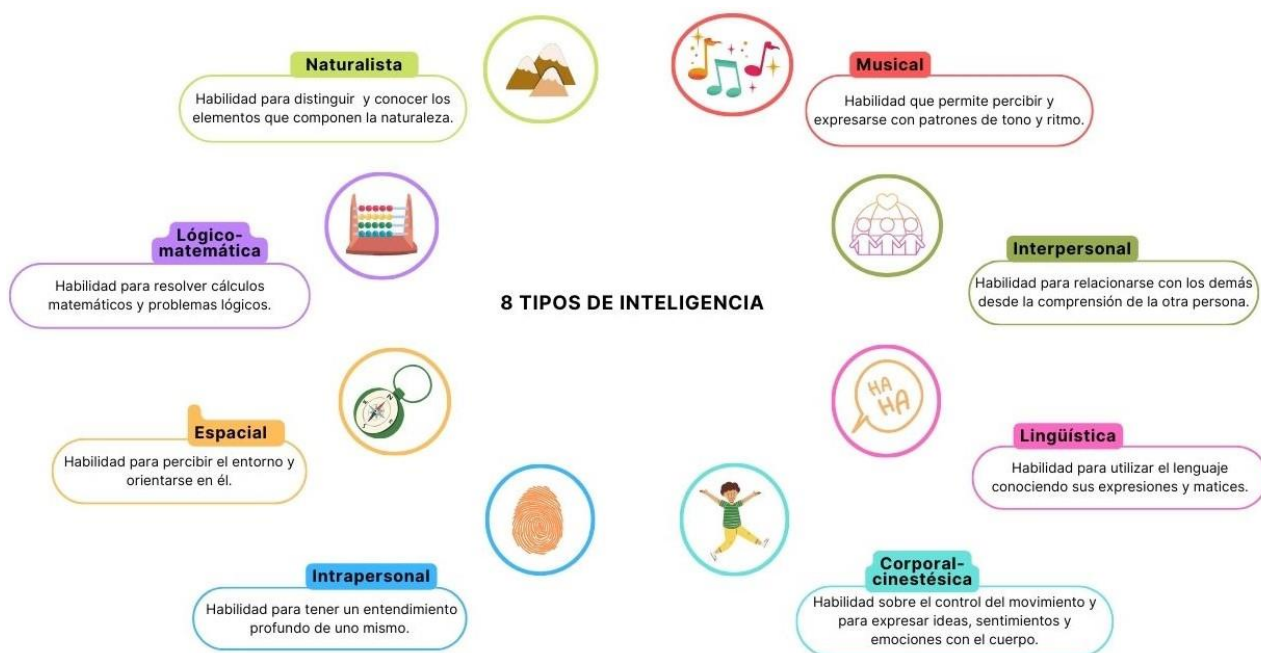 Naturalista
Habilidad para distinguir y conocer los
elementos que componen la naturaleza.
Musical
Habilidad que permite percibir y
expresarse con patrones de tono y ritmo.
Lógico-
matemática
Habilidad para resolver cálculos
matemáticos y problemas lógicos.
Interpersonal
Habilidad para relacionarse con los demás
desde la comprensión de la otra persona.
8 TIPOS DE INTELIGENCIA
Espacial
Habilidad para percibir el entorno y
orientarse en él.
HA
HA
Lingüística
Habilidad para utilizar el lenguaje
conociendo sus expresiones y matices.
Intrapersonal
Habilidad para tener un entendimiento
profundo de uno mismo.
Corporal-
cinestésica
Habilidad sobre el control del movimiento y
para expresar ideas, sentimientos y
emociones con el cuerpo.